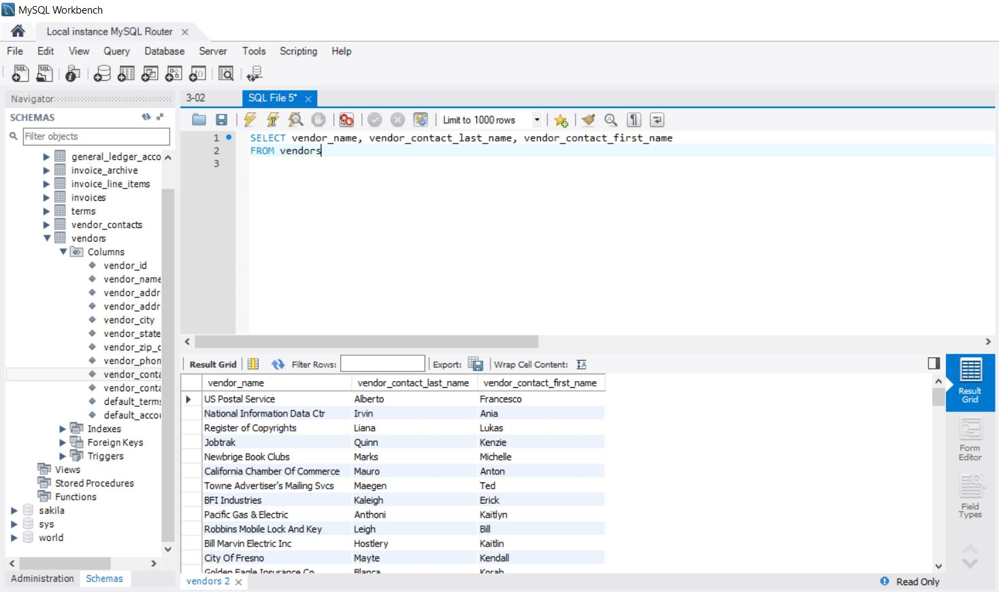 MySQL Workbench
Local instance MySQL Router
File Edit View Query Database Server Tools Scripting Help
Navigator
SCHEMAS
Filter objects
general_ledger_acco
invoice_archive
invoice_line_items
invoices
terms
vendor_contacts
vendors
Columns
vendor_id
vendor_name
vendor_addr
vendor_addr
vendor_city
vendor_state
vendor_zip_c
vendor_phon
vendor_conta
vendor_conta
default_terms
default_accou
Indexes
Foreign Keys
Triggers
Views
Stored Procedures
Functions
sakila
sys
world
Administration Schemas
3-02 SQL File 5*
Limit to 1000 rows
1 SELECT vendor_name, vendor_contact_last_name, vendor_contact_first_name
2 FROM vendors
3
Result Grid Filter Rows: Export: Wrap Cell Content:
vendor_name vendor_contact_last_name vendor_contact_first_name
US Postal Service Alberto Francesco
National Information Data Ctr Irvin Ania
Register of Copyrights Liana Lukas
Jobtrak Quinn Kenzie
Newbrige Book Clubs Marks Michelle
California Chamber Of Commerce Mauro Anton
Towne Advertiser's Mailing Svcs Maegen Ted
BFI Industries Kaleigh Erick
Pacific Gas & Electric Anthoni Kaitlyn
Robbins Mobile Lock And Key Leigh Bill
Bill Marvin Electric Inc Hostlery Kaitlin
City Of Fresno Mayte Kendall
Golden Eagle Insurance Co Blanca Korah
vendors 2
Result
Grid
Form
Editor
Field
Types
Read Only